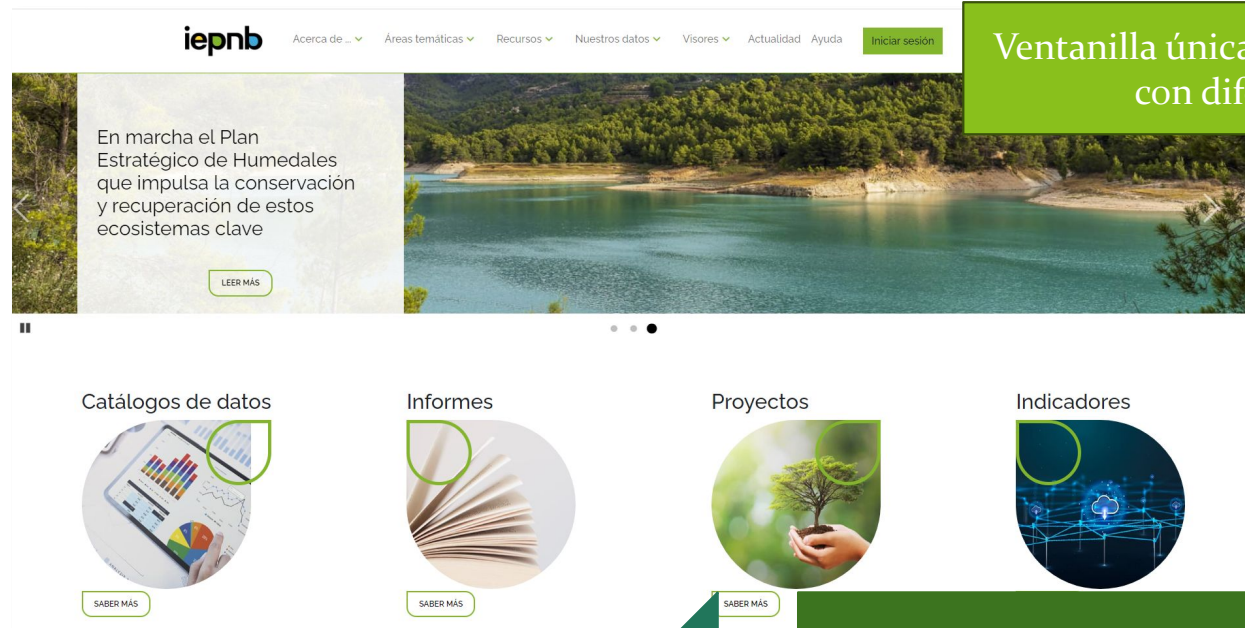 iepnb
Acerca de ... Áreas temáticas Recursos Nuestros datos Visores Actualidad Ayuda Iniciar sesión
Ventanilla única
con dif
En marcha el Plan
Estratégico de Humedales
que impulsa la conservación
y recuperación de estos
ecosistemas clave
LEER MÁS
Catálogos de datos
Informes
Proyectos
Indicadores
SABER MÁS
SABER MÁS
SABER MÁS